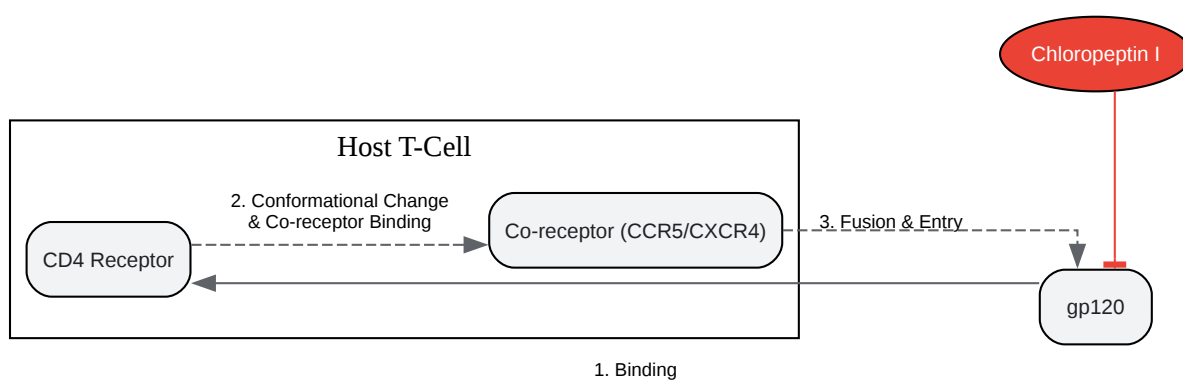 Chloropeptin I
Host T-Cell
2. Conformational Change
& Co-receptor Binding
Co-receptor (CCR5/CXCR4)
3. Fusion & Entry
CD4 Receptor
gp120
1. Binding